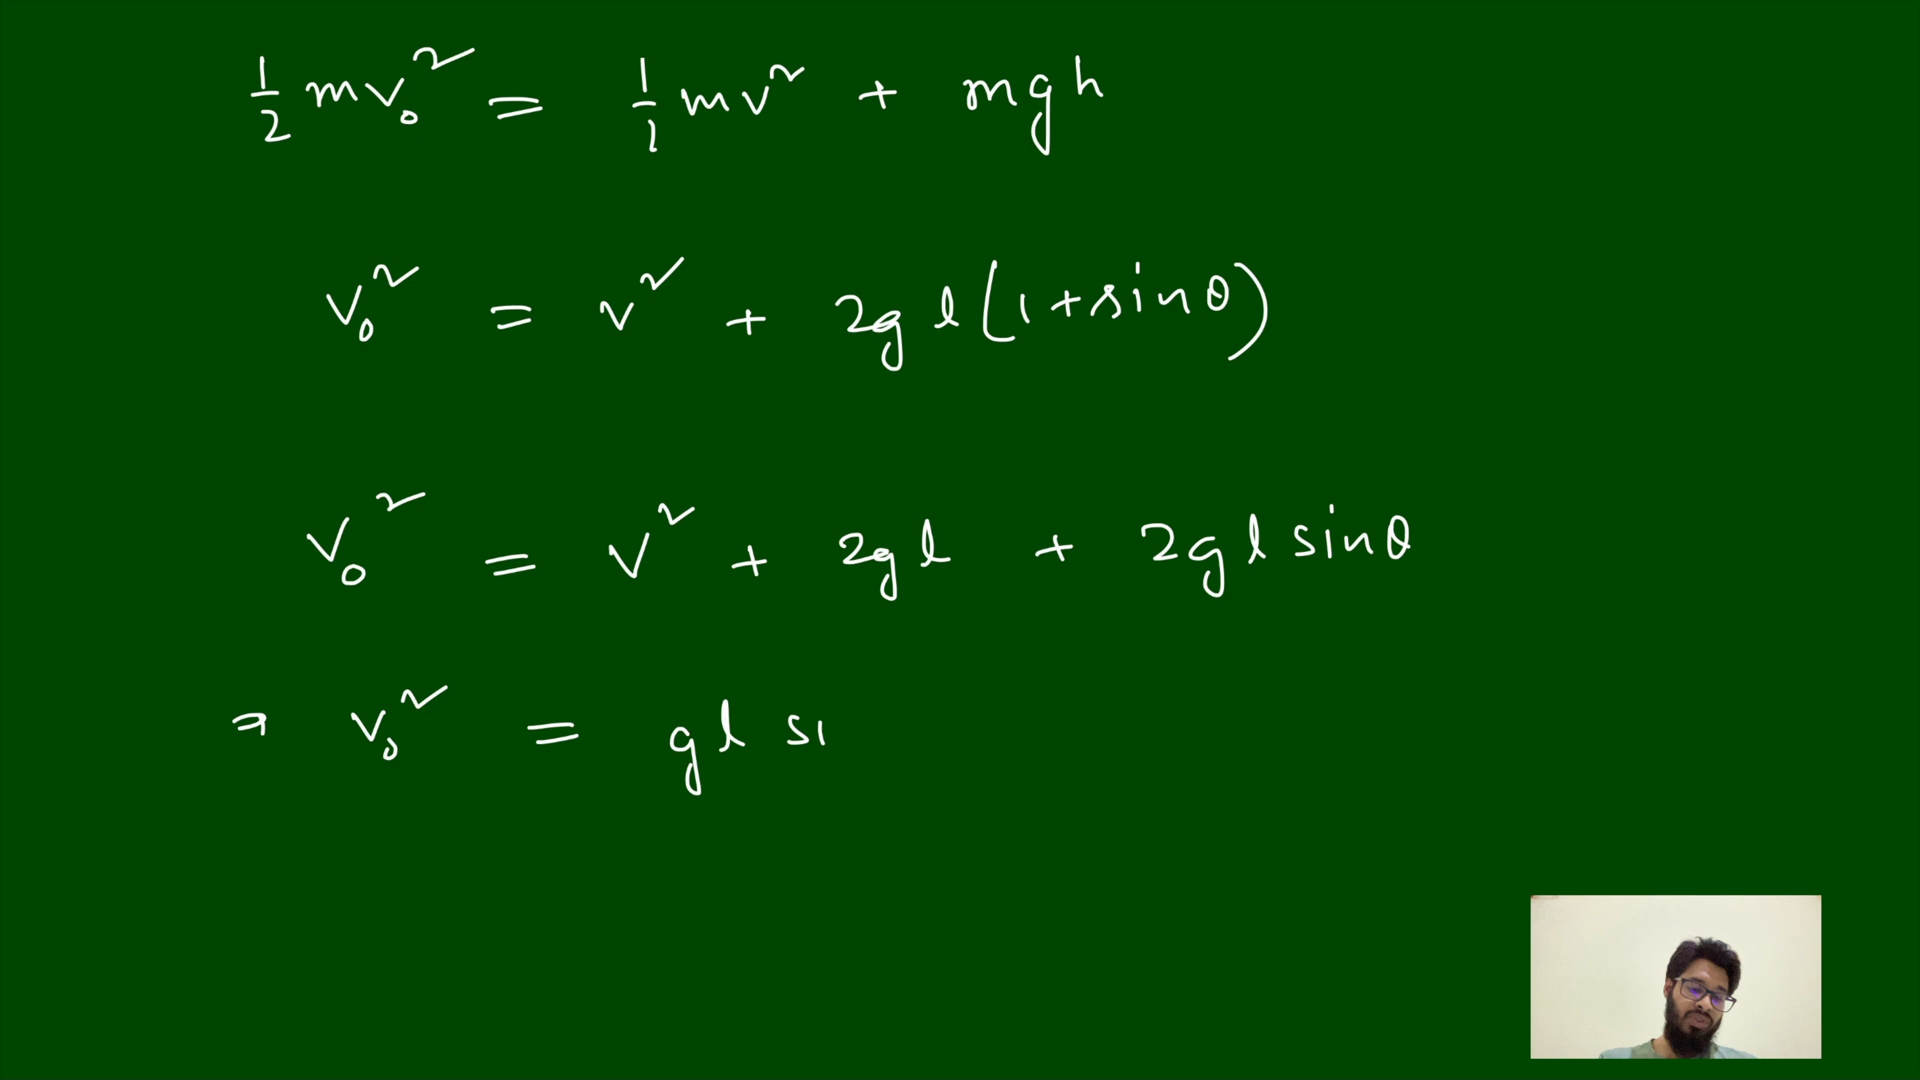 ½ mv₀² = ½ mv² + mgh
v₀² = v² + 2gl(1+sinθ)
v₀² = v² + 2gl + 2gl sinθ
⇒ v₀² = gl si